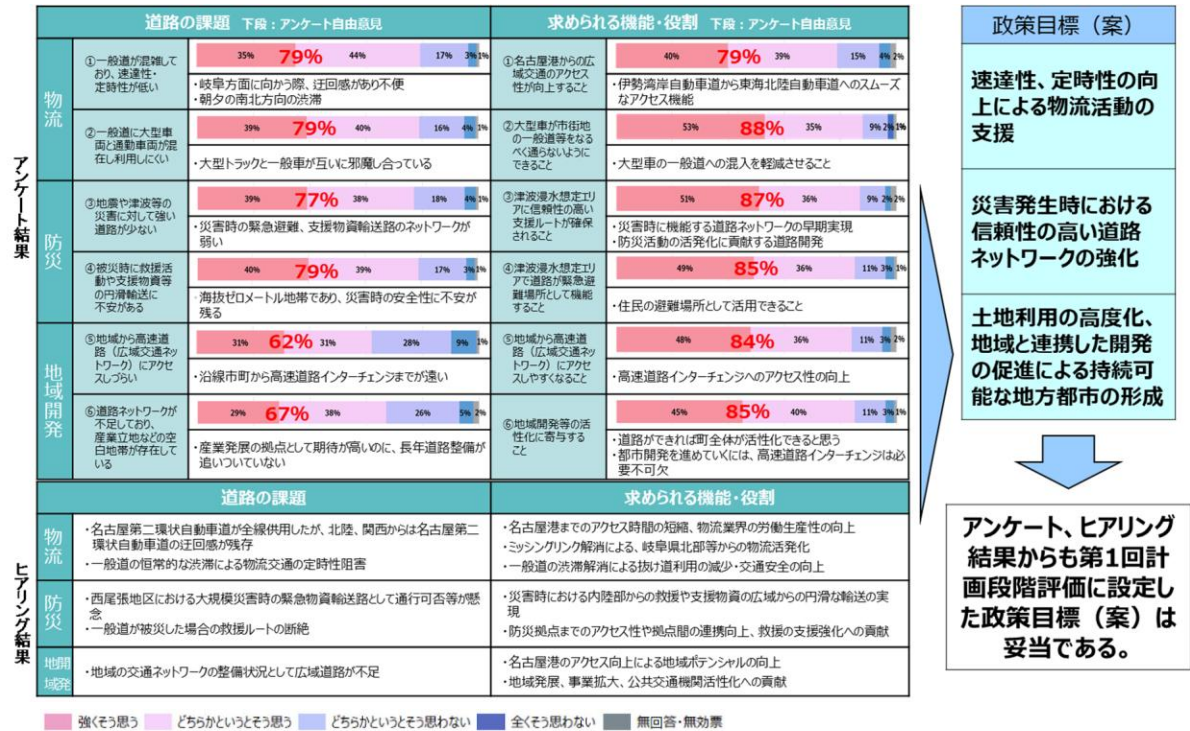 道路の課題 下段：アンケート自由意見
求められる機能・役割 下段：アンケート自由意見
アンケート結果
物流
①一般道が混雑して
おり、速達性・
定時性が低い
35% 79% 44% 17% 3% 1%
・岐阜方面に向かう際、迂回感があり不便
・朝夕の南北方向の渋滞
①名古屋港からの広
域交通のアクセス
性が向上すること
40% 79% 39% 15% 4% 2%
・伊勢湾岸自動車道から東海北陸自動車道へのスムーズ
なアクセス機能
②一般道に大型車
両と通勤車両が混
在し利用しにくい
39% 79% 40% 16% 4% 1%
・大型トラックと一般車が互いに邪魔し合っている
②大型車が市街地
の一般道等をなる
べく通らないように
できること
53% 88% 35% 9% 2% 1%
・大型車の一般道への混入を軽減させること
防災
③地震や津波等の
災害に対して強い
道路が少ない
39% 77% 38% 18% 4% 1%
・災害時の緊急避難、支援物資輸送路のネットワークが
弱い
③津波浸水想定エリ
アに信頼性の高い
支援ルートが確保
されること
51% 87% 36% 9% 2% 2%
・災害時に機能する道路ネットワークの早期実現
・防災活動の活発化に貢献する道路開発
④被災時に救援活
動や支援物資等
の円滑輸送に
不安がある
40% 79% 39% 17% 3% 1%
・海抜ゼロメートル地帯であり、災害時の安全性に不安が
残る
④津波浸水想定エリ
アで道路が緊急避
難場所として機能
すること
49% 85% 36% 11% 3% 1%
・住民の避難場所として活用できること
地域開発
⑤地域から高速道
路（広域交通ネッ
トワーク）にアクセ
スしづらい
31% 62% 31% 28% 9% 1%
・沿線市町から高速道路インターチェンジまでが遠い
⑤地域から高速道路
（広域交通ネット
ワーク）にアクセス
しやすくなること
48% 84% 36% 11% 3% 2%
・高速道路インターチェンジへのアクセス性の向上
⑥道路ネットワークが
不足しており、
産業立地などの空
白地帯が存在して
いる
29% 67% 38% 26% 5% 2%
・産業発展の拠点として期待が高いのに、長年道路整備が
追いついていない
⑥地域開発等の活
性化に寄与する
こと
45% 85% 40% 11% 3% 1%
・道路ができれば町全体が活性化できると思う
・都市開発を進めていくには、高速道路インターチェンジは必
要不可欠
ヒアリング結果
道路の課題
求められる機能・役割
物流
・名古屋第二環状自動車道が全線供用したが、北陸、関西からは名古屋第二
環状自動車道の迂回感が残存
・一般道の恒常的な渋滞による物流交通の定時性阻害
・名古屋港までのアクセス時間の短縮、物流業界の労働生産性の向上
・ミッシングリンク解消による、岐阜県北部等からの物流活発化
・一般道の渋滞解消による抜け道利用の減少・交通安全の向上
防災
・西尾張地区における大規模災害時の緊急物資輸送路として通行可否等が懸
念
・一般道が被災した場合の救援ルートの断絶
・災害時における内陸部からの救援や支援物資の広域からの円滑な輸送の実
現
・防災拠点までのアクセス性や拠点間の連携向上、救援の支援強化への貢献
地域開発
・地域の交通ネットワークの整備状況として広域道路が不足
・名古屋港のアクセス向上による地域ポテンシャルの向上
・地域発展、事業拡大、公共交通機関活性化への貢献
強くそう思う どちらかというとそう思う どちらかというとそう思わない 全くそう思わない 無回答・無効票
政策目標（案）
速達性、定時性の向
上による物流活動の
支援
災害発生時における
信頼性の高い道路
ネットワークの強化
土地利用の高度化、
地域と連携した開発
の促進による持続可
能な地方都市の形成
アンケート、ヒアリング
結果からも第1回計
画段階評価に設定し
た政策目標（案）は
妥当である。